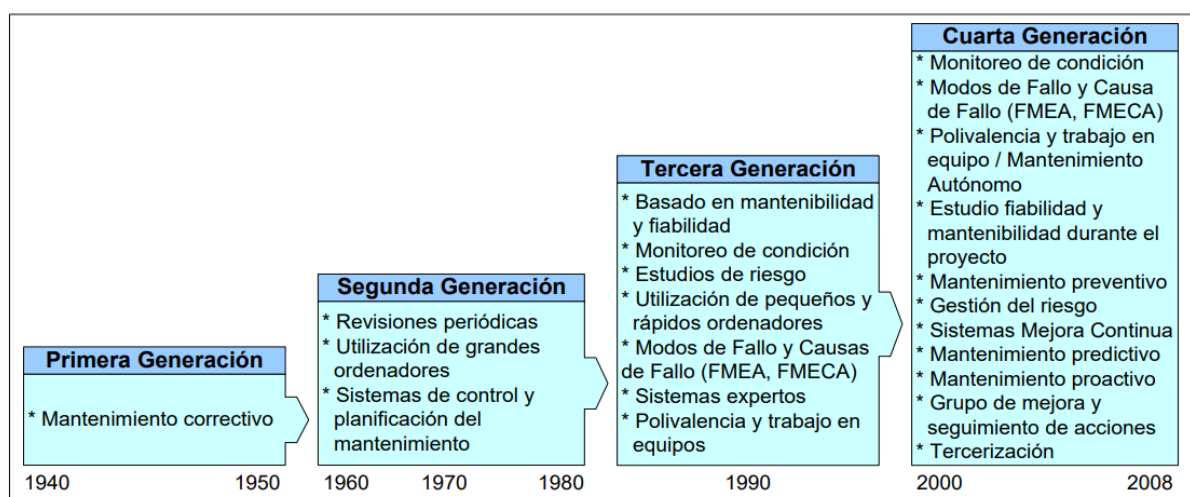 Primera Generación
* Mantenimiento correctivo
1940
1950
Segunda Generación
* Revisiones periódicas
* Utilización de grandes
ordenadores
* Sistemas de control y
planificación del
mantenimiento
1960
1970
1980
Tercera Generación
* Basado en mantenibilidad
y fiabilidad
* Monitoreo de condición
* Estudios de riesgo
* Utilización de pequeños y
rápidos ordenadores
* Modos de Fallo y Causas
de Fallo (FMEA, FMECA)
* Sistemas expertos
* Polivalencia y trabajo en
equipos
1990
Cuarta Generación
* Monitoreo de condición
* Modos de Fallo y Causa
de Fallo (FMEA, FMECA)
* Polivalencia y trabajo en
equipo / Mantenimiento
Autónomo
* Estudio fiabilidad y
mantenibilidad durante el
proyecto
* Mantenimiento preventivo
* Gestión del riesgo
* Sistemas Mejora Continua
* Mantenimiento predictivo
* Mantenimiento proactivo
* Grupo de mejora y
seguimiento de acciones
* Tercerización
2000
2008